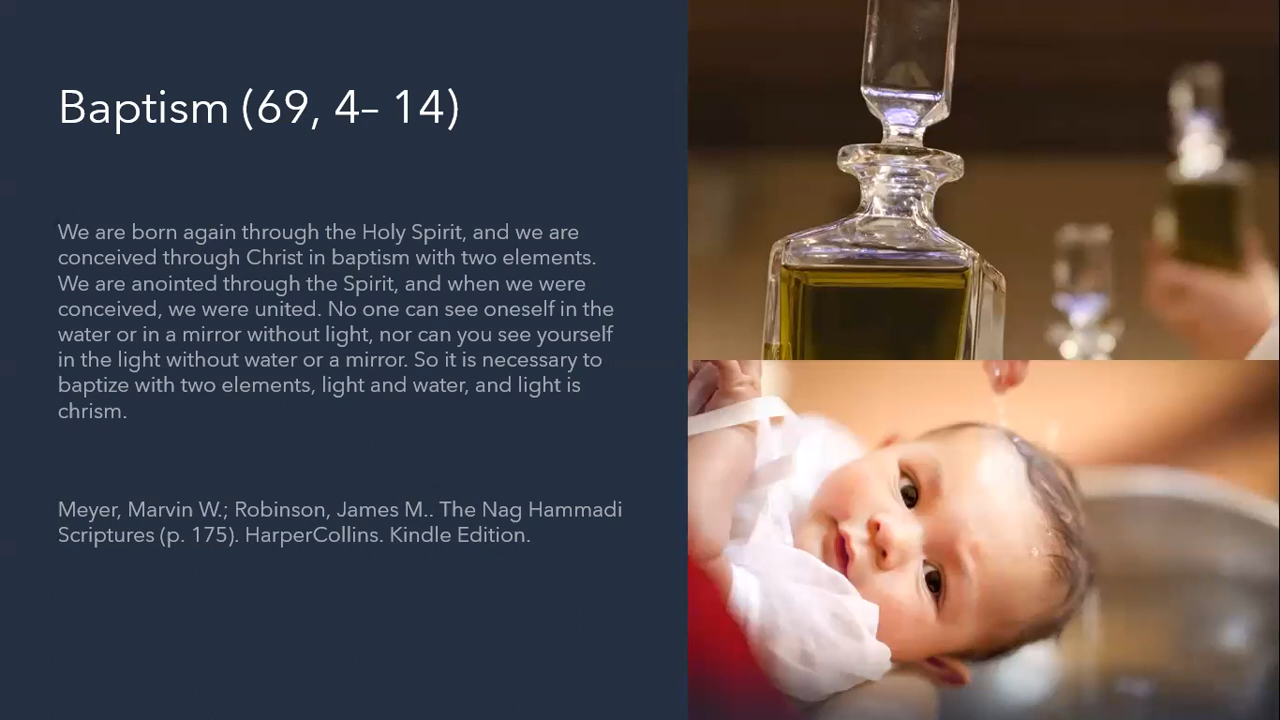 Baptism (69, 4– 14)
We are born again through the Holy Spirit, and we are
conceived through Christ in baptism with two elements.
We are anointed through the Spirit, and when we were
conceived, we were united. No one can see oneself in the
water or in a mirror without light, nor can you see yourself
in the light without water or a mirror. So it is necessary to
baptize with two elements, light and water, and light is
chrism.
Meyer, Marvin W.; Robinson, James M.. The Nag Hammadi
Scriptures (p. 175). HarperCollins. Kindle Edition.